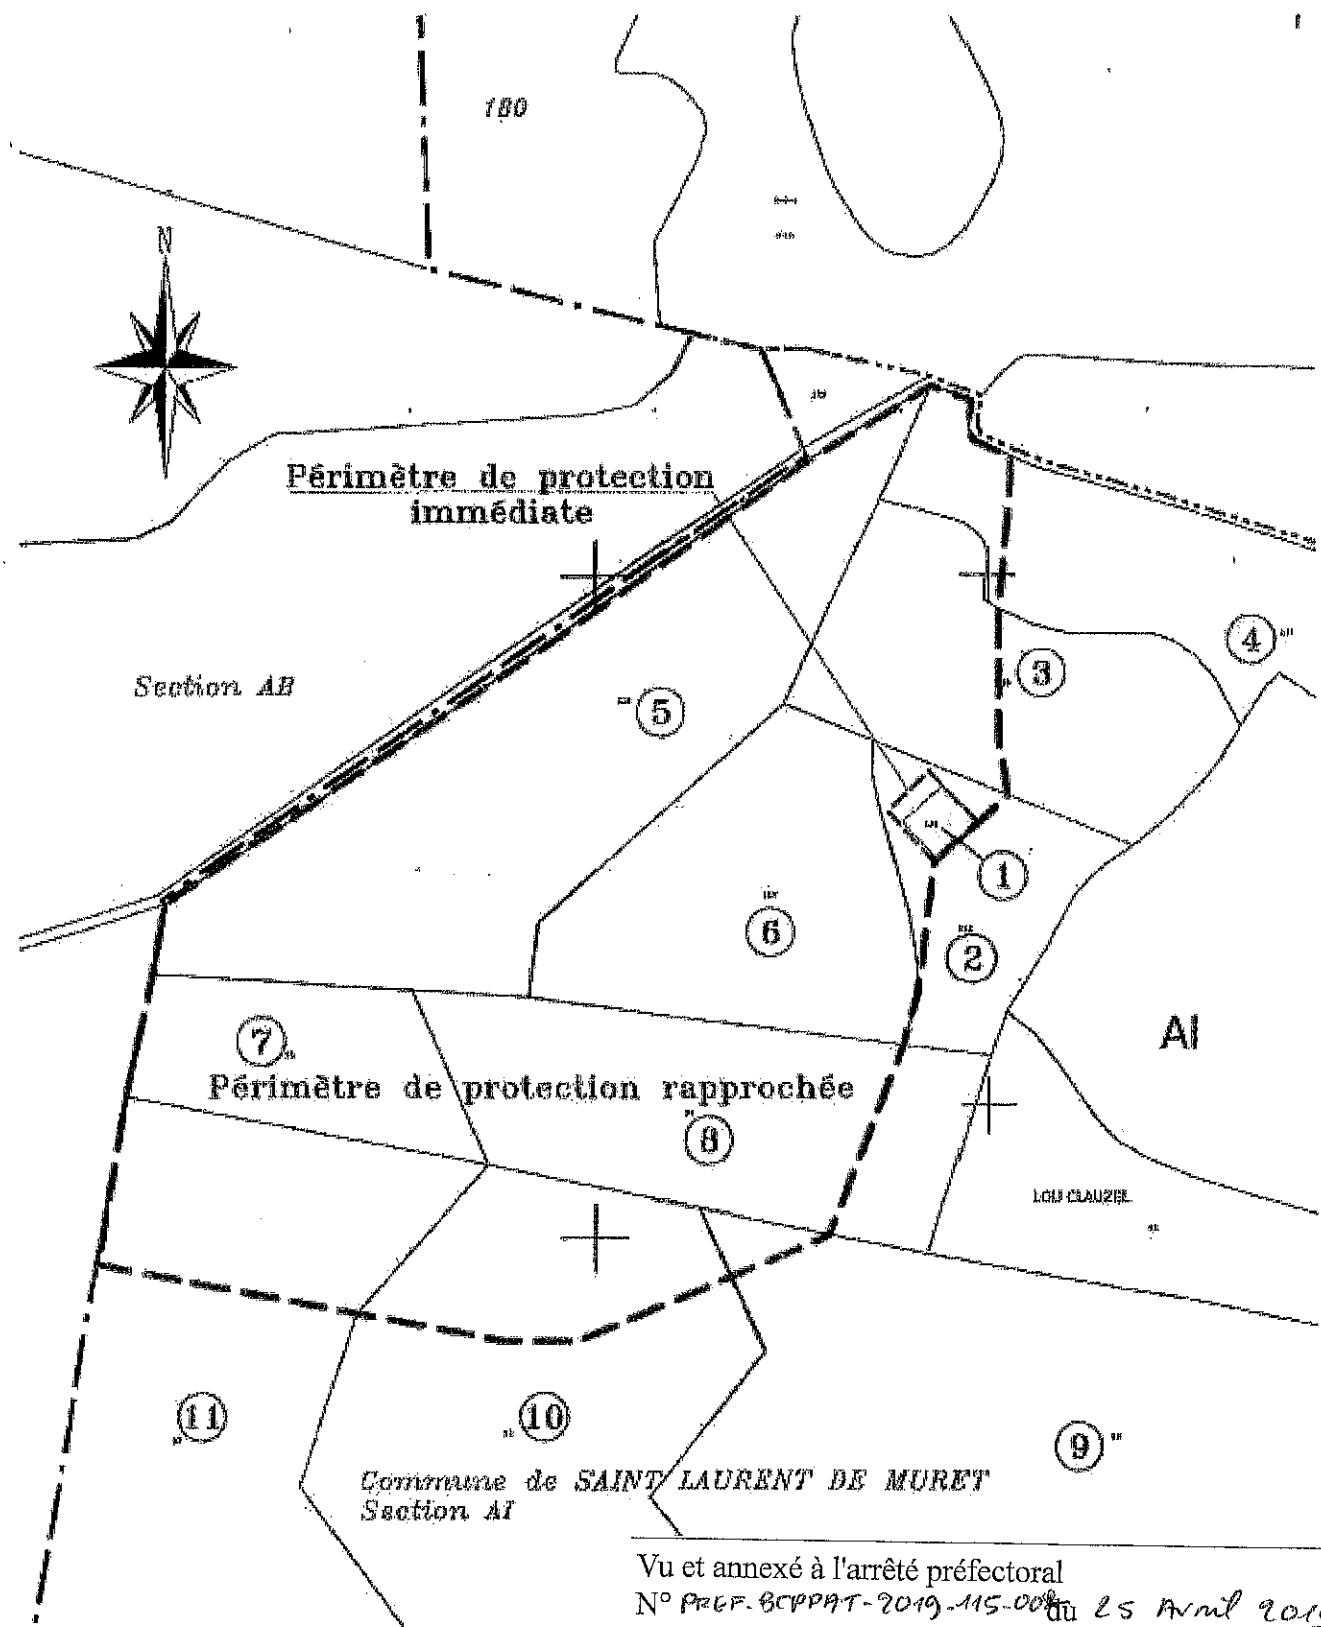 180
N
Périmètre de protection
immédiate
Section AB
4
3
5
1
6
2
AI
7
Périmètre de protection rapprochée
8
LOU CLAUZEL
11
10
9
Commune de SAINT LAURENT DE MURET
Section AI
Vu et annexé à l'arrêté préfectoral
N° PREF-BCPPAT-2019-115-00 du 25 Avril